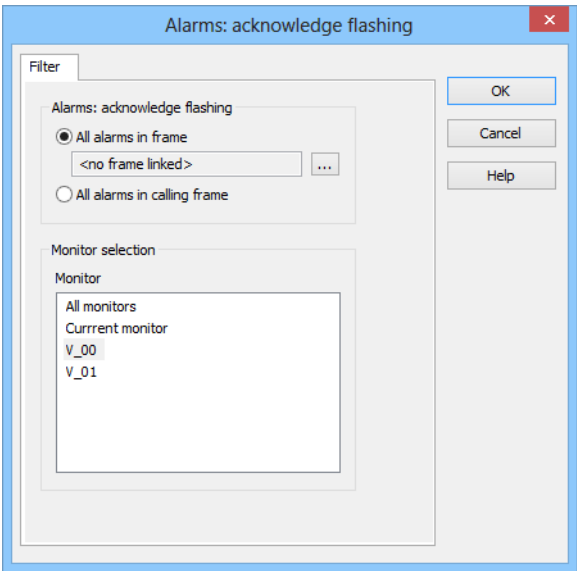 Alarms: acknowledge flashing
Filter
Alarms: acknowledge flashing
All alarms in frame
<no frame linked>
...
All alarms in calling frame
Monitor selection
Monitor
All monitors
Currrent monitor
V_00
V_01
OK
Cancel
Help